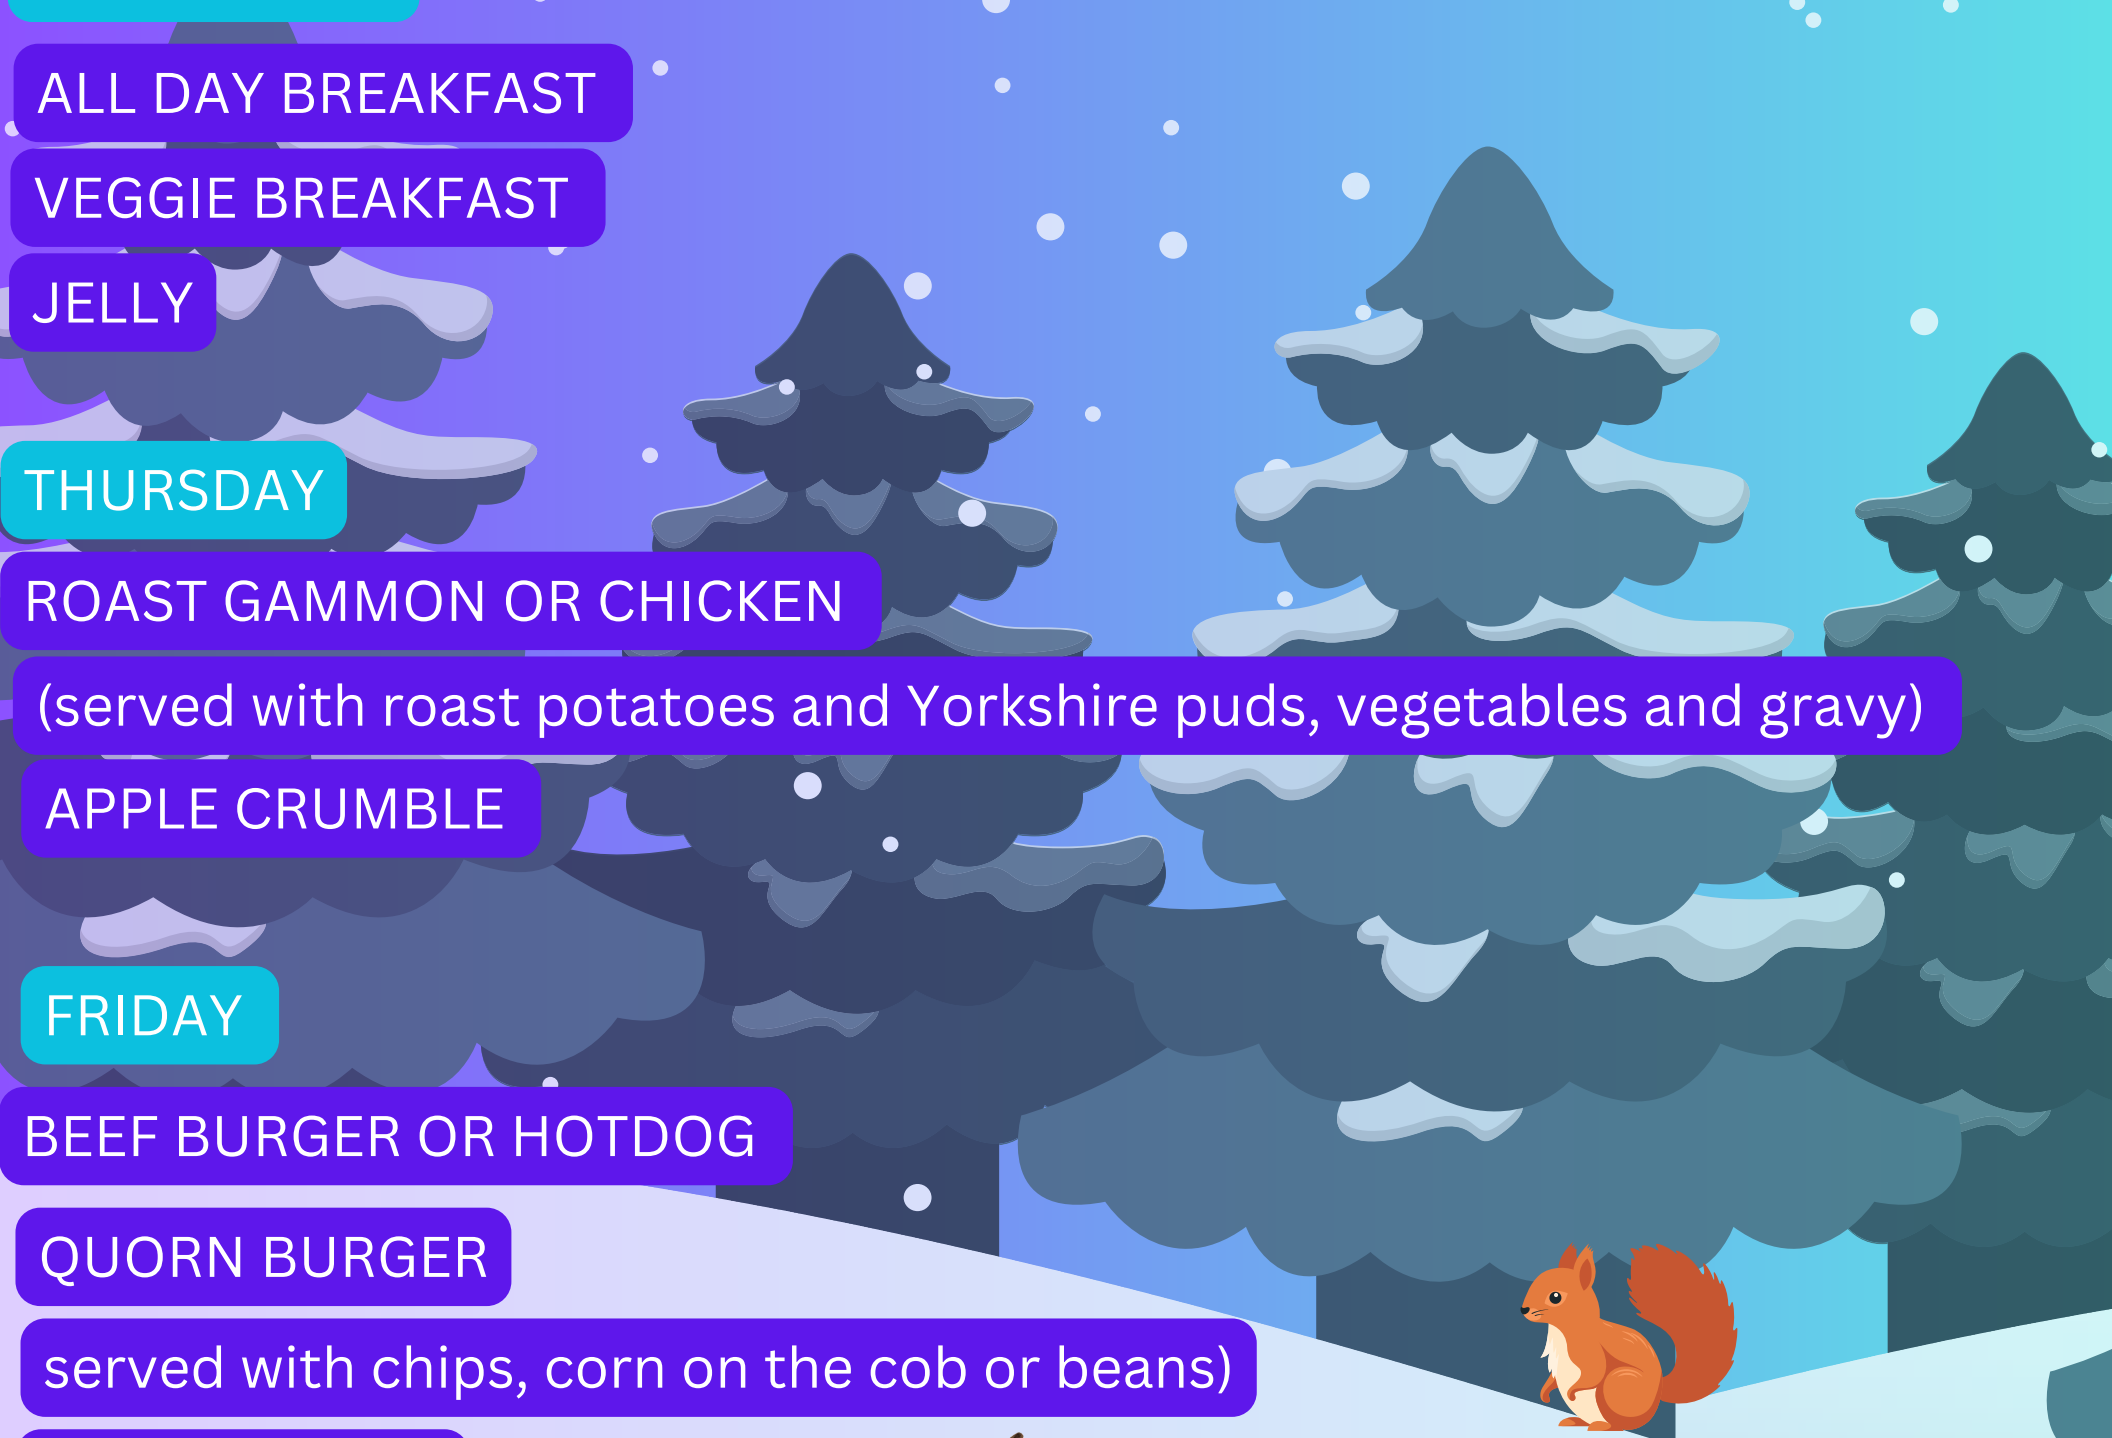 ALL DAY BREAKFAST
VEGGIE BREAKFAST
JELLY
THURSDAY
ROAST GAMMON OR CHICKEN
(served with roast potatoes and Yorkshire puds, vegetables and gravy)
APPLE CRUMBLE
FRIDAY
BEEF BURGER OR HOTDOG
QUORN BURGER
served with chips, corn on the cob or beans)